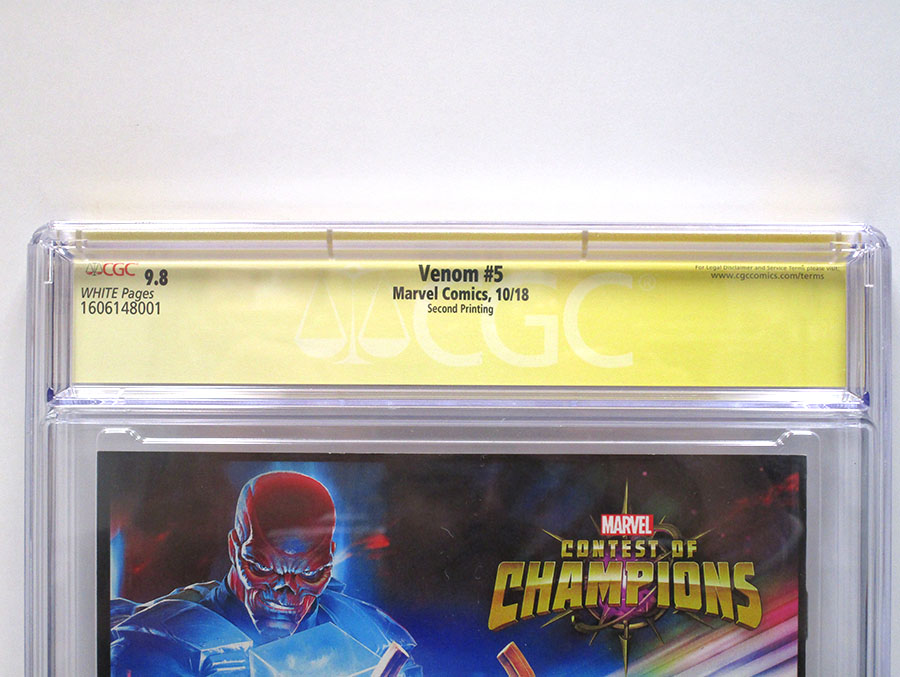 CGC 9.8
WHITE Pages
1606148001
Venom #5
Marvel Comics, 10/18
Second Printing
For Legal Disclaimer and Service Terms please visit
www.cgccomics.com/terms
CGC®
MARVEL
CONTEST OF
CHAMPIONS